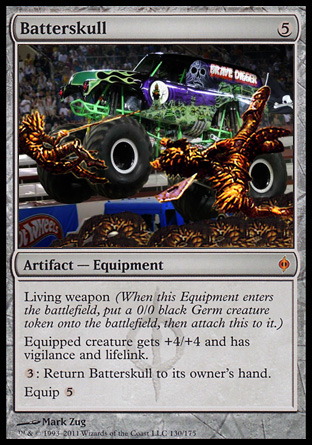 Batterskull 5
GRAVE DIGGER
Hot Wheels
Artifact — Equipment
Living weapon (When this Equipment enters
the battlefield, put a 0/0 black Germ creature
token onto the battlefield, then attach this to it.)
Equipped creature gets +4/+4 and has
vigilance and lifelink.
3: Return Batterskull to its owner's hand.
Equip 5
Mark Zug
™ & © 1993–2011 Wizards of the Coast LLC 130/175